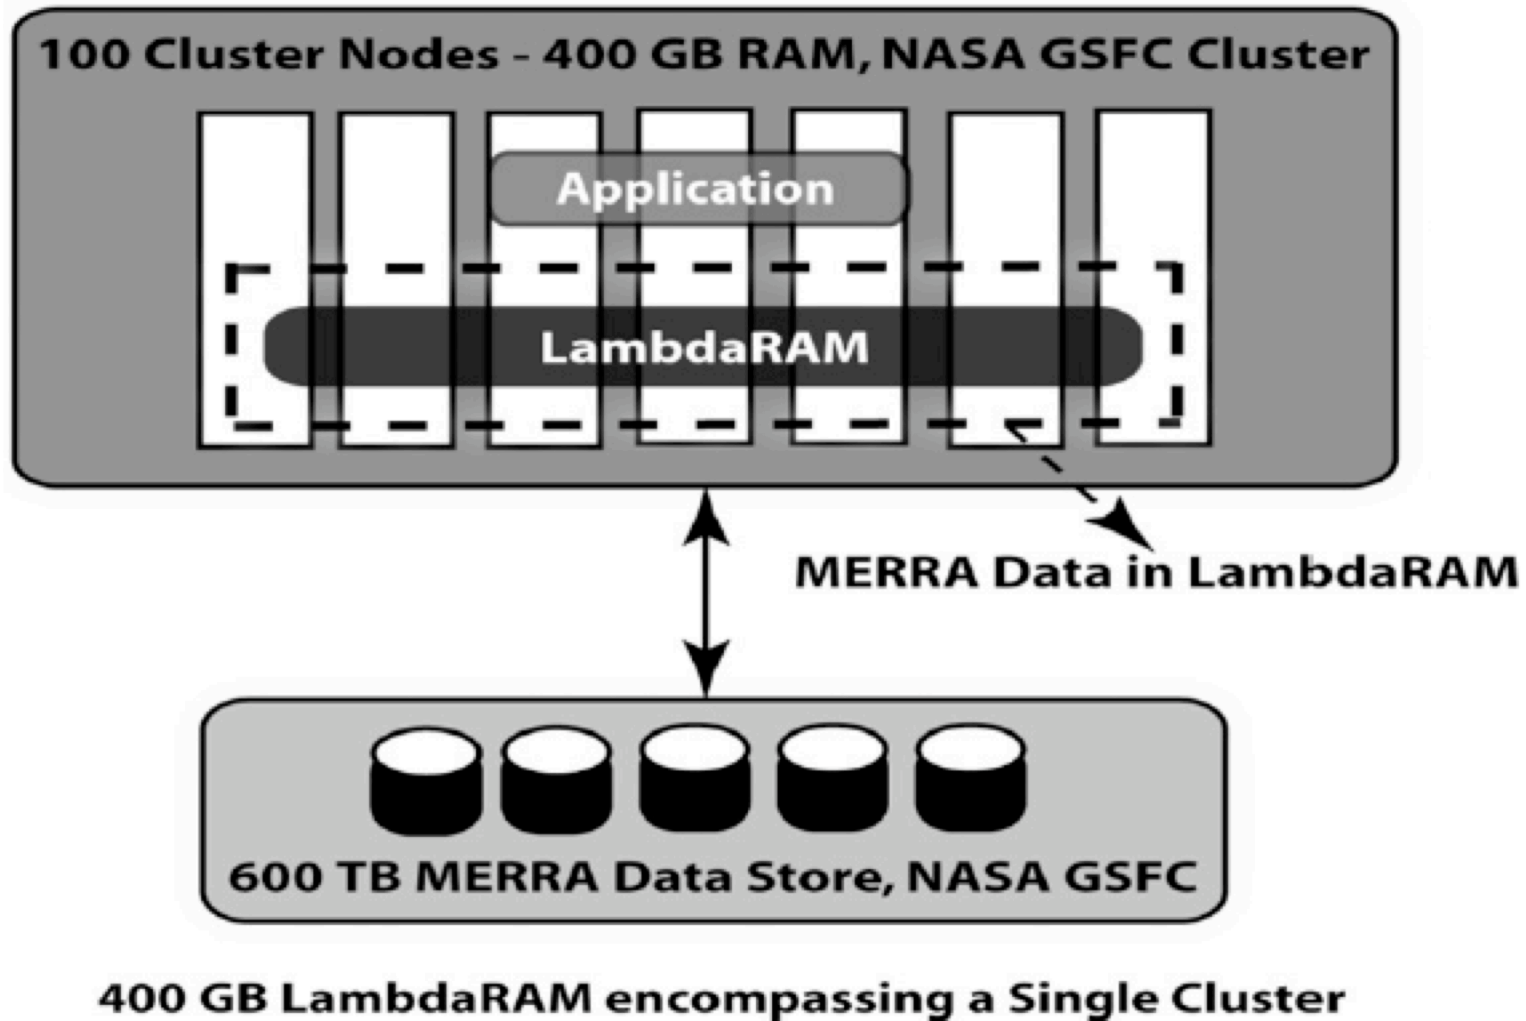 100 Cluster Nodes - 400 GB RAM, NASA GSFC Cluster
Application
LambdaRAM
MERRA Data in LambdaRAM
600 TB MERRA Data Store, NASA GSFC
400 GB LambdaRAM encompassing a Single Cluster